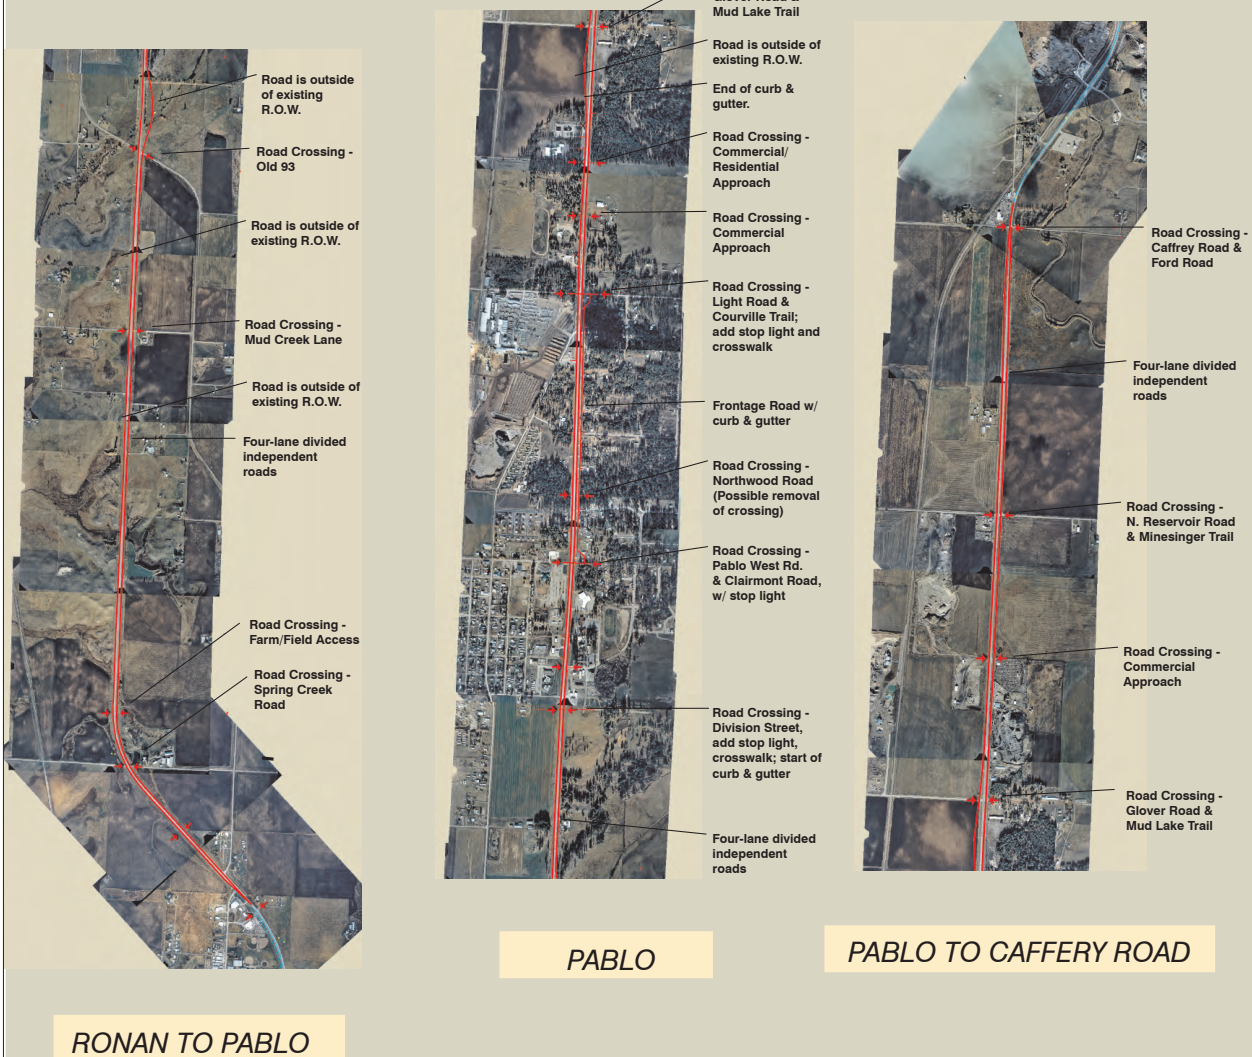 Road is outside
of existing
R.O.W.
Road Crossing -
Old 93
Road is outside of
existing R.O.W.
Road Crossing -
Mud Creek Lane
Road is outside of
existing R.O.W.
Four-lane divided
independent
roads
Road Crossing -
Farm/Field Access
Road Crossing -
Spring Creek
Road
RONAN TO PABLO
Mud Lake Trail
Road is outside of
existing R.O.W.
End of curb &
gutter.
Road Crossing -
Commercial/
Residential
Approach
Road Crossing -
Commercial
Approach
Road Crossing -
Light Road &
Courville Trail;
add stop light and
crosswalk
Frontage Road w/
curb & gutter
Road Crossing -
Northwood Road
(Possible removal
of crossing)
Road Crossing -
Pablo West Rd.
& Clairmont Road,
w/ stop light
Road Crossing -
Division Street,
add stop light,
crosswalk; start of
curb & gutter
Four-lane divided
independent
roads
PABLO
Road Crossing -
Caffrey Road &
Ford Road
Four-lane divided
independent
roads
Road Crossing -
N. Reservoir Road
& Minesinger Trail
Road Crossing -
Commercial
Approach
Road Crossing -
Glover Road &
Mud Lake Trail
PABLO TO CAFFERY ROAD